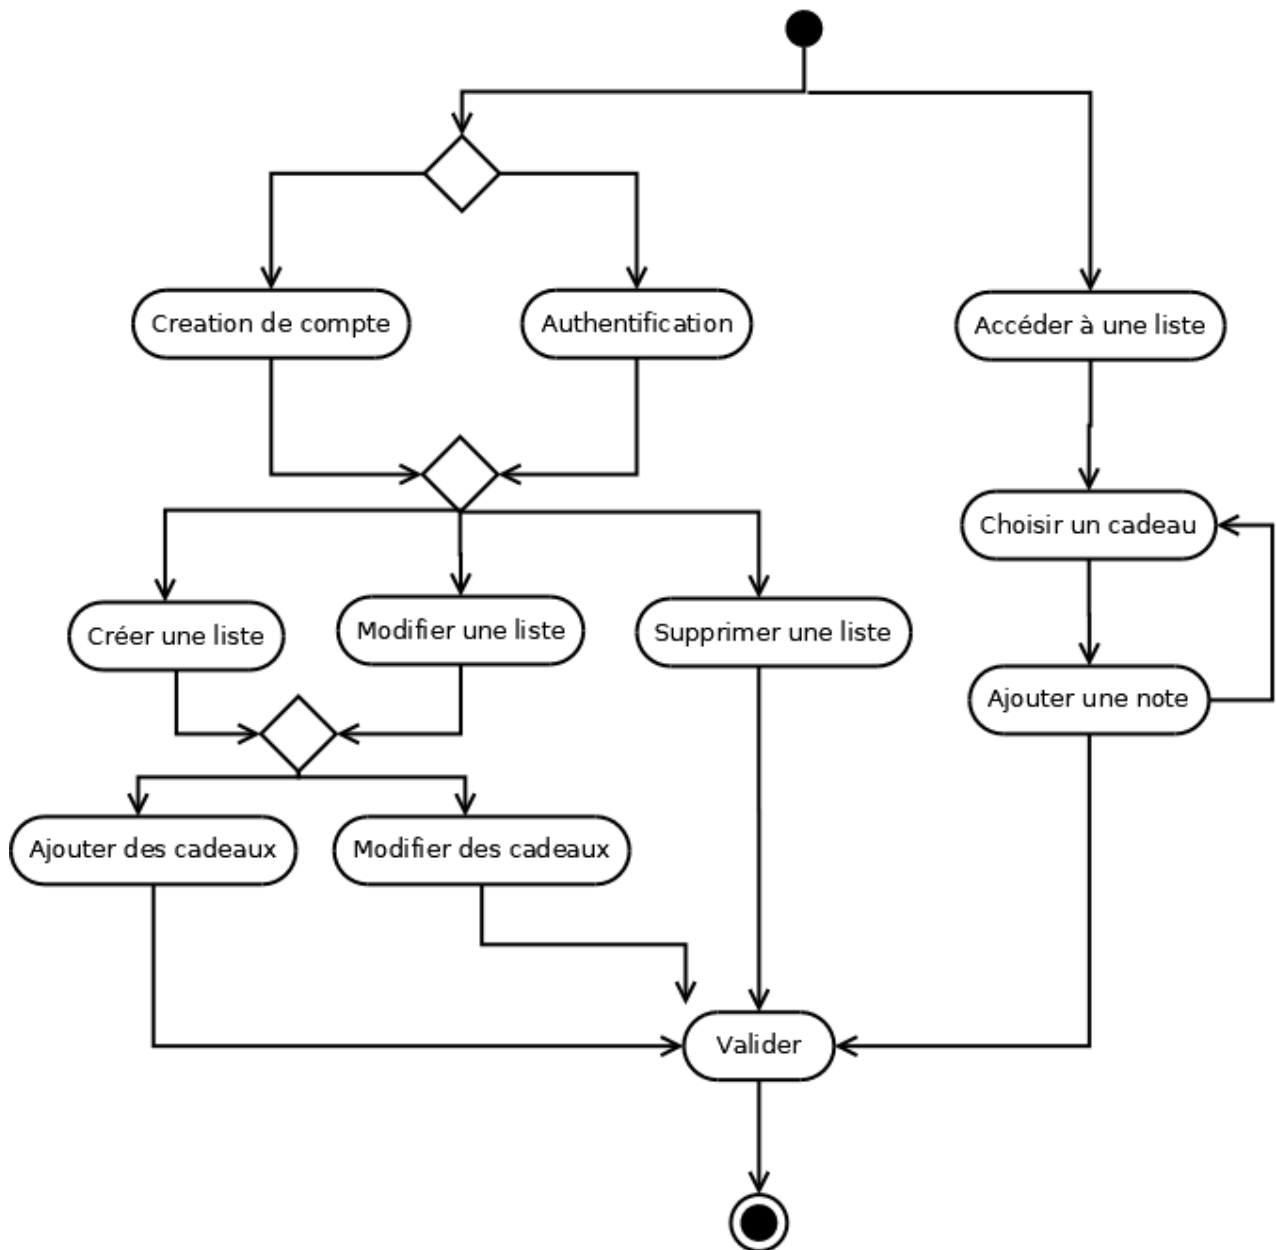 Creation de compte
Authentification
Accéder à une liste
Choisir un cadeau
Créer une liste
Modifier une liste
Supprimer une liste
Ajouter une note
Ajouter des cadeaux
Modifier des cadeaux
Valider